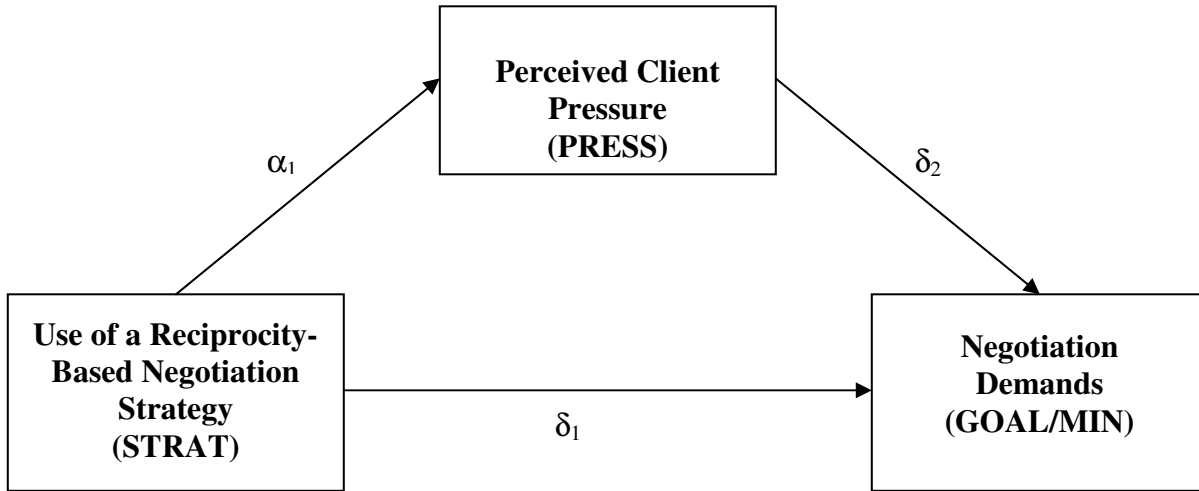 Perceived Client
Pressure
(PRESS)
α₁
δ₂
Use of a Reciprocity-
Based Negotiation
Strategy
(STRAT)
δ₁
Negotiation
Demands
(GOAL/MIN)